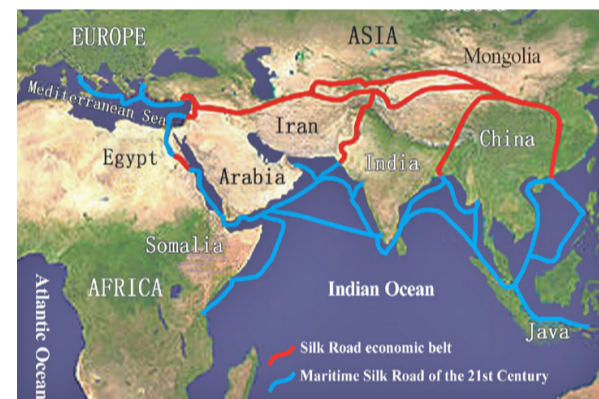 EUROPE
ASIA
Mongolia
Mediterranean Sea
Iran
China
Egypt
India
Arabia
Somalia
AFRICA
Indian Ocean
Atlantic Ocean
Java
Silk Road economic belt
Maritime Silk Road of the 21st Century